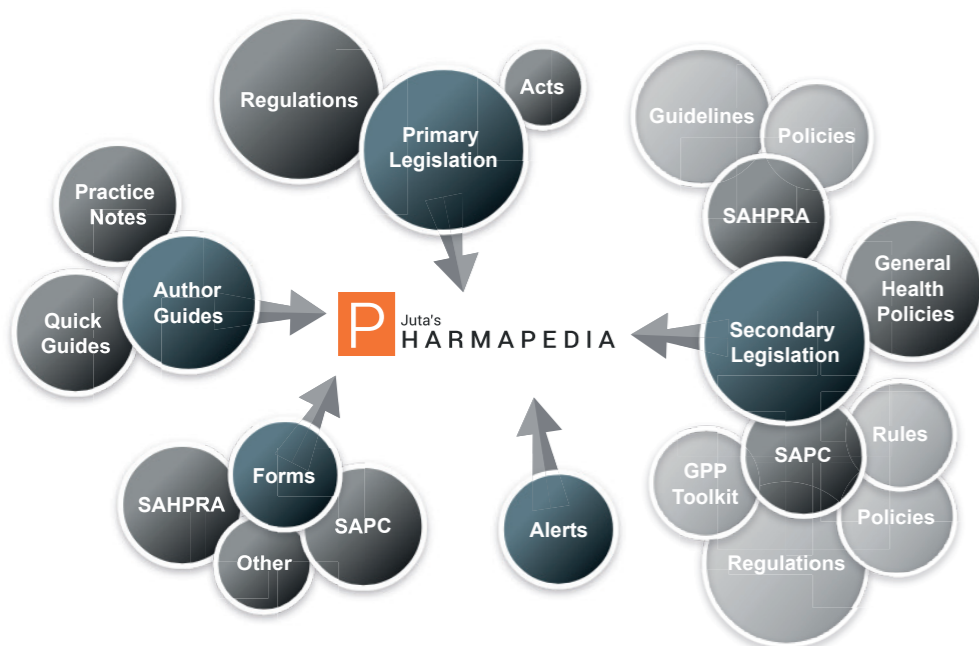 Regulations
Primary
Legislation
Acts
Guidelines
Policies
SAHPRA
General
Health
Policies
Secondary
Legislation
Practice
Notes
Author
Guides
Quick
Guides
P
Juta's
HARMAPEDIA
Forms
SAHPRA
SAPC
Other
Alerts
SAPC
Rules
GPP
Toolkit
Policies
Regulations